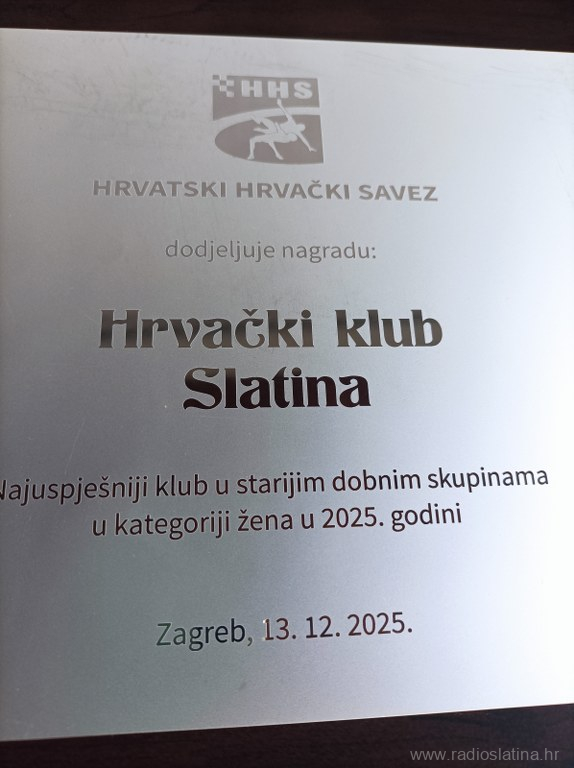 HHS
HRVATSKI HRVAČKI SAVEZ
dodjeljuje nagradu:
Hrvački klub
Slatina
Najuspješniji klub u starijim dobnim skupinama
u kategoriji žena u 2025. godini
Zagreb, 13. 12. 2025.
www.radioslatina.hr